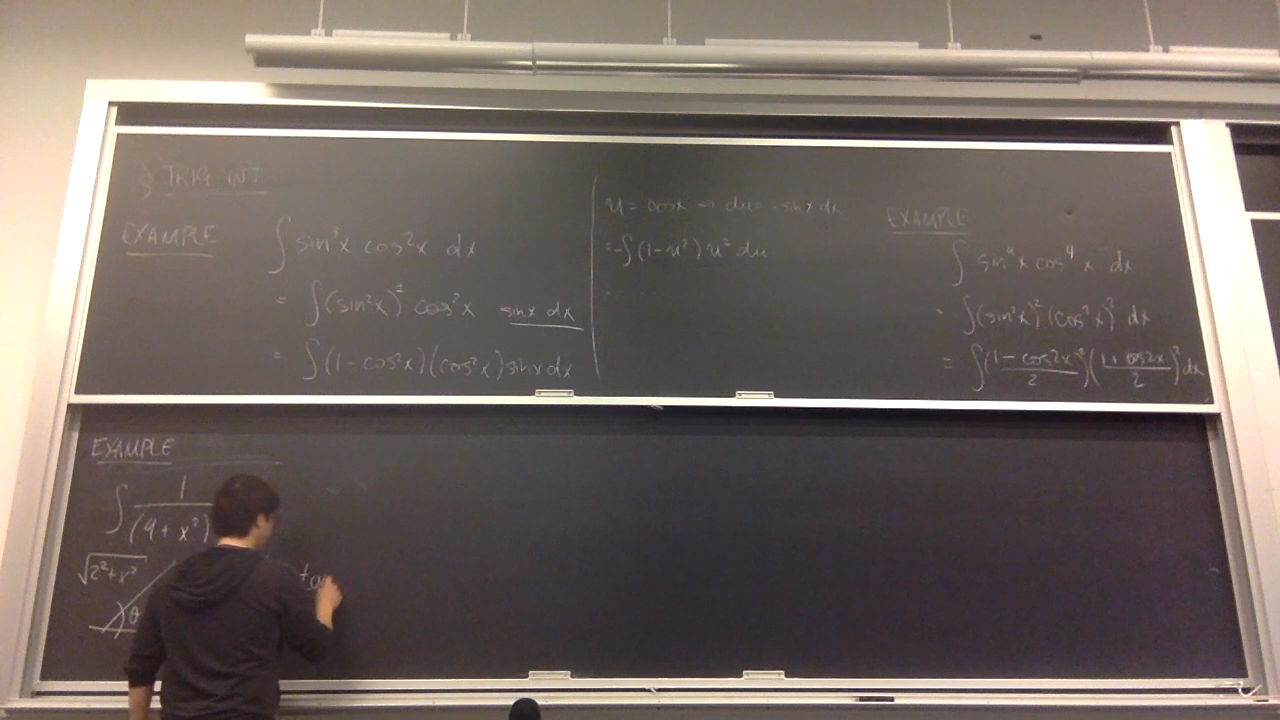 § TRIG INT
EXAMPLE ∫ sin³x cos²x dx
= ∫(sin²x)¹ cos²x sinx dx
= ∫(1-cos²x)(cos²x) sinx dx
u = cosx → du = -sinx dx
= -∫(1-u²)u² du
EXAMPLE
∫ sin⁴x cos⁴x dx
= ∫(sin²x)²(cos²x)² dx
= ∫(1-cos2x/2)²(1+cos2x/2)² dx
EXAMPLE
∫ 1/(4+x²)
√2²+x²
θ